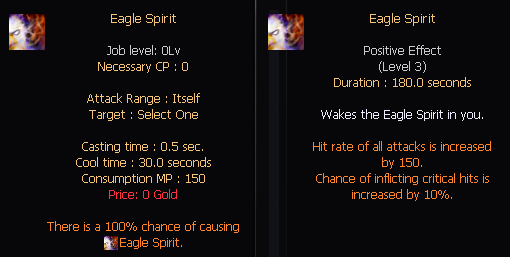 Eagle Spirit
Job level: 0Lv
Necessary CP : 0
Attack Range : Itself
Target : Select One
Casting time : 0.5 sec.
Cool time : 30.0 seconds
Consumption MP : 150
Price: 0 Gold
There is a 100% chance of causing
Eagle Spirit.
Eagle Spirit
Positive Effect
(Level 3)
Duration : 180.0 seconds
Wakes the Eagle Spirit in you.
Hit rate of all attacks is increased
by 150.
Chance of inflicting critical hits is
increased by 10%.